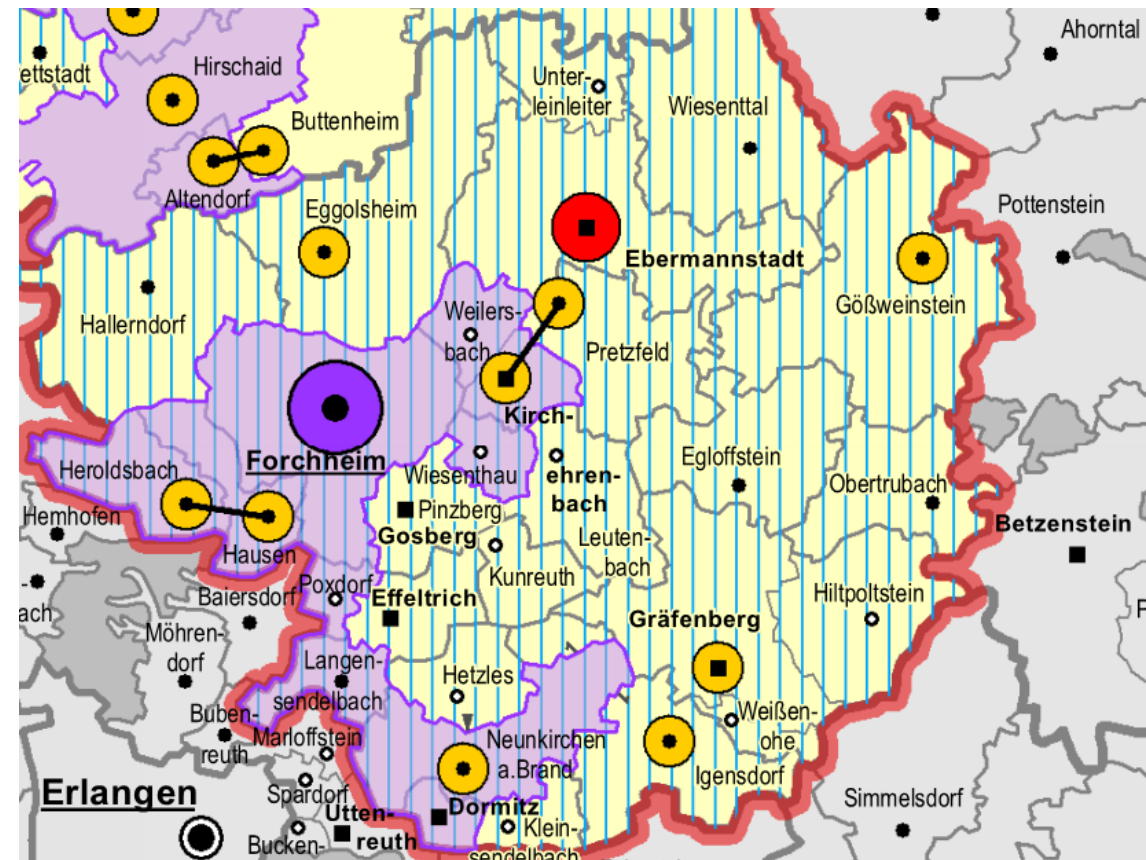 Ahorntal
Hirschaid
ettstadt
Unter-
leinleiter
Wiesenttal
Buttenheim
Altendorf
Eggolsheim
Pottenstein
Ebermannstadt
Gößweinstein
Hallerndorf
Weilers-
bach
Pretzfeld
Kirch-
ehren-
bach
Forchheim
Heroldsbach
Wiesenthau
Egloffstein
Obertrubach
Hemhofen
Hausen
Pinzberg
Gosberg
Leuten-
bach
Betzenstein
Kunreuth
ach
Baiersdorf
Poxdorf
Effeltrich
Hiltpoltstein
Gräfenberg
Möhren-
dorf
Langen-
sendelbach
Hetzles
Buben-
reuth
Marloffstein
Neunkirchen
a.Brand
Weißen-
ohe
Igensdorf
Erlangen
Spardorf
Dormitz
Simmelsdorf
Utten-
reuth
Bucken-
Klein-
sendelbach